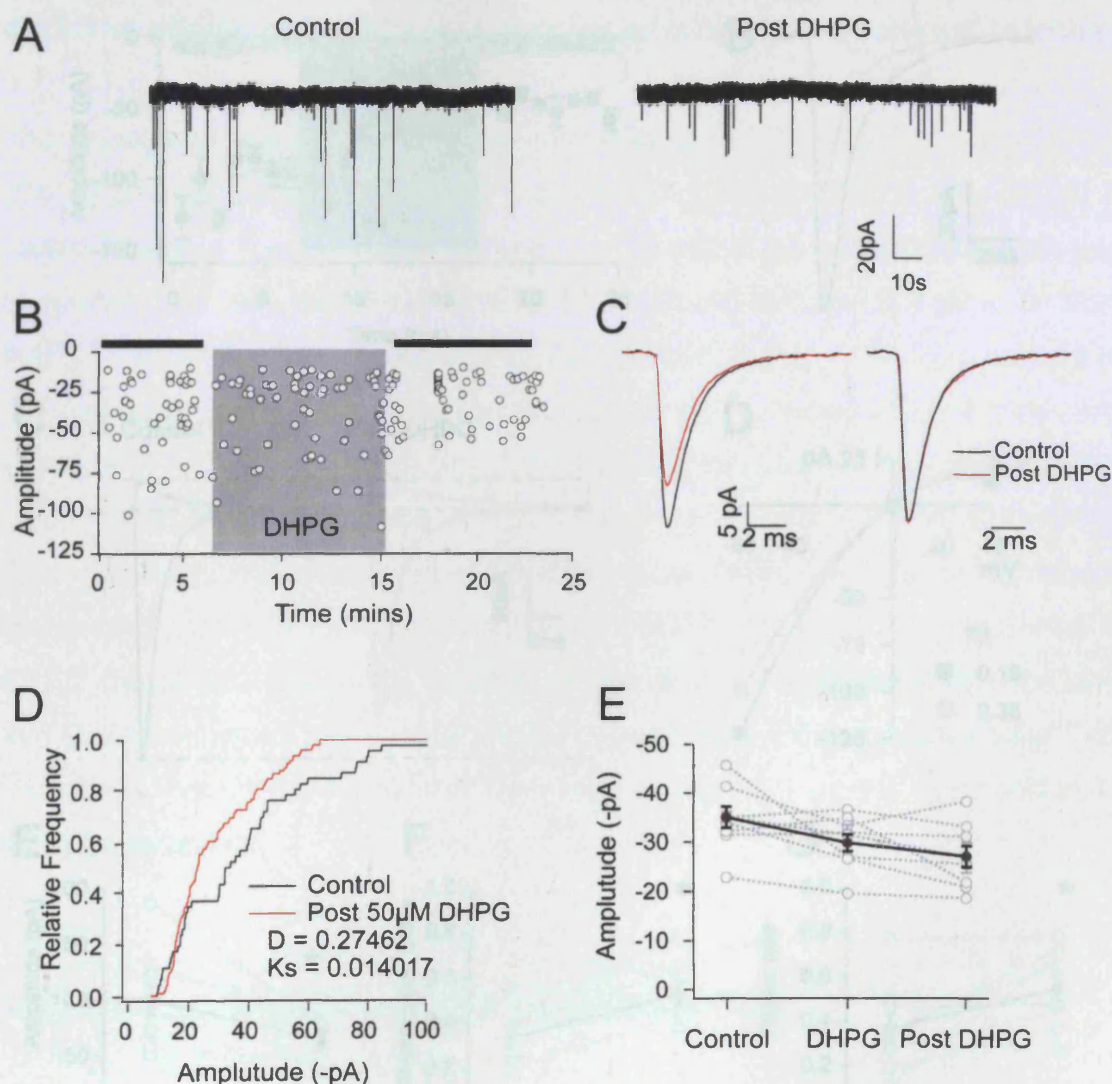 A
Control
Post DHPG
20pA
10s
B
Amplitude (pA)
0
-25
-50
-75
-100
-125
DHPG
0
5
10
15
20
25
Time (mins)
C
Control
Post DHPG
5 pA
2 ms
2 ms
D
Relative Frequency
1.0
0.8
0.6
0.4
0.2
0.0
Control
Post 50µM DHPG
D = 0.27462
Ks = 0.014017
0
20
40
60
80
100
Amplutude (-pA)
E
Amplutude (-pA)
-50
-40
-30
-20
-10
0
Control
DHPG
Post DHPG